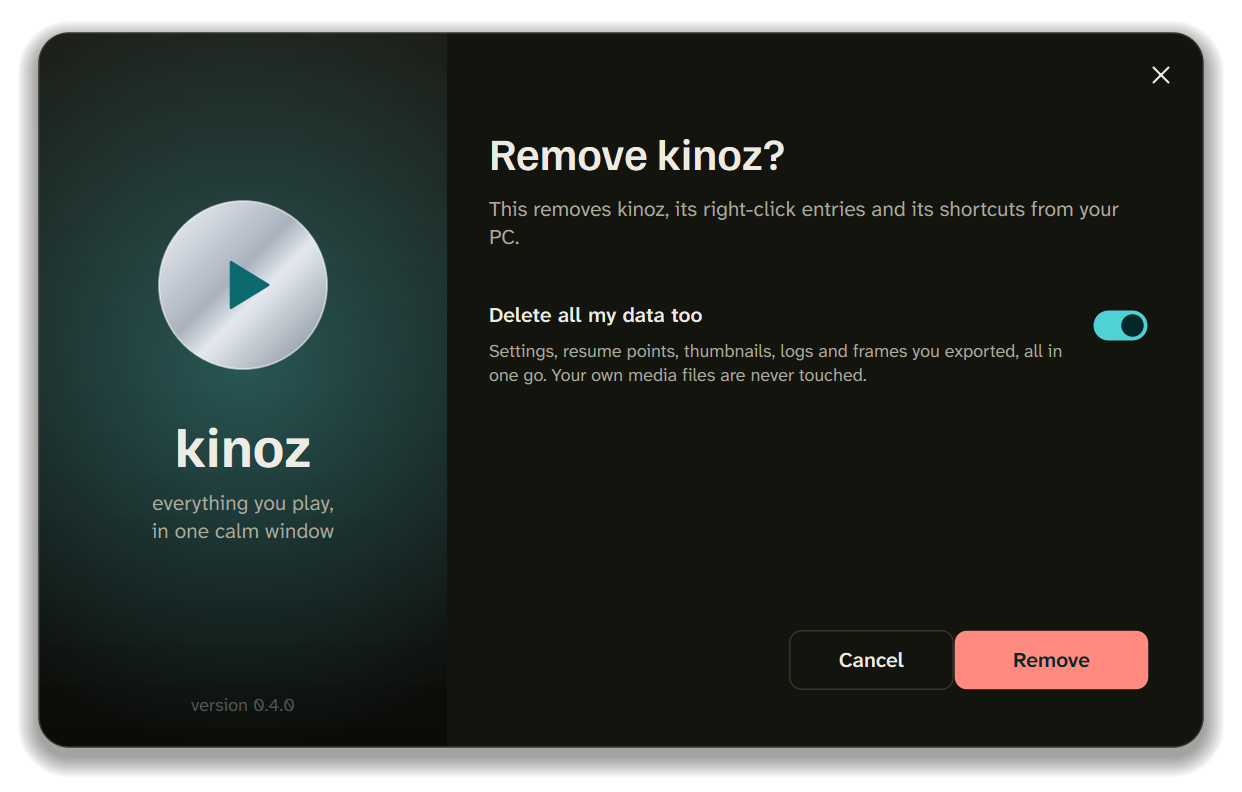 kinoz
everything you play,
in one calm window
version 0.4.0
Remove kinoz?
This removes kinoz, its right-click entries and its shortcuts from your
PC.
Delete all my data too
Settings, resume points, thumbnails, logs and frames you exported, all in
one go. Your own media files are never touched.
Cancel
Remove